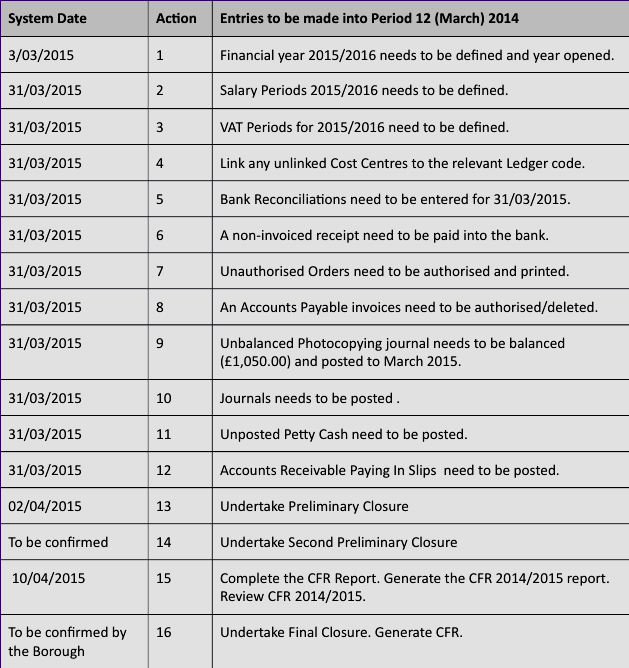 System Date Action Entries to be made into Period 12 (March) 2014
3/03/2015 1 Financial year 2015/2016 needs to be defined and year opened.
31/03/2015 2 Salary Periods 2015/2016 needs to be defined.
31/03/2015 3 VAT Periods for 2015/2016 need to be defined.
31/03/2015 4 Link any unlinked Cost Centres to the relevant Ledger code.
31/03/2015 5 Bank Reconciliations need to be entered for 31/03/2015.
31/03/2015 6 A non-invoiced receipt need to be paid into the bank.
31/03/2015 7 Unauthorised Orders need to be authorised and printed.
31/03/2015 8 An Accounts Payable invoices need to be authorised/deleted.
31/03/2015 9 Unbalanced Photocopying journal needs to be balanced
(£1,050.00) and posted to March 2015.
31/03/2015 10 Journals needs to be posted .
31/03/2015 11 Unposted Petty Cash need to be posted.
31/03/2015 12 Accounts Receivable Paying In Slips need to be posted.
02/04/2015 13 Undertake Preliminary Closure
To be confirmed 14 Undertake Second Preliminary Closure
10/04/2015 15 Complete the CFR Report. Generate the CFR 2014/2015 report.
Review CFR 2014/2015.
To be confirmed by 16 Undertake Final Closure. Generate CFR.
the Borough